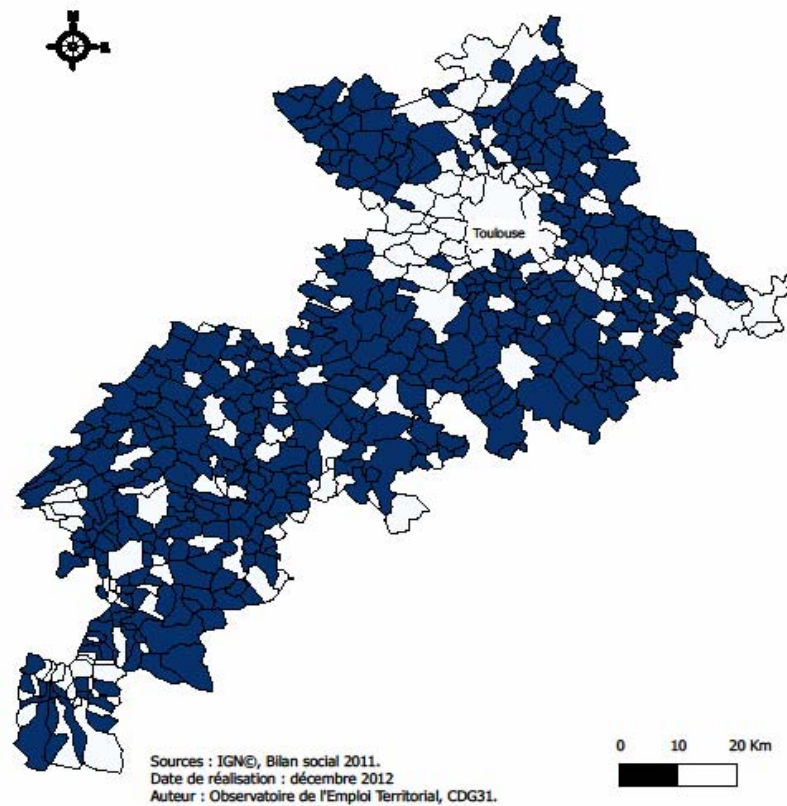 N
Toulouse
0 10 20 Km
Sources : IGN©, Bilan social 2011.
Date de réalisation : décembre 2012
Auteur : Observatoire de l'Emploi Territorial, CDG31.